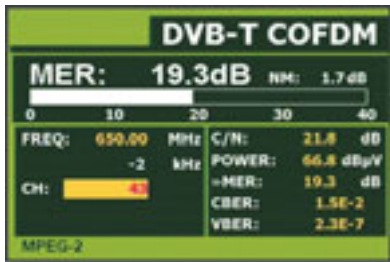 DVB-T COFDM
MER: 19.3dB NM: 1.7dB
0 10 20 30 40
FREQ: 650.00 MHz
-2 kHz
CH: 43
C/N: 21.8 dB
POWER: 66.8 dBµV
=MER: 19.3 dB
CBER: 1.5E-2
VBER: 2.3E-7
MPEG-2